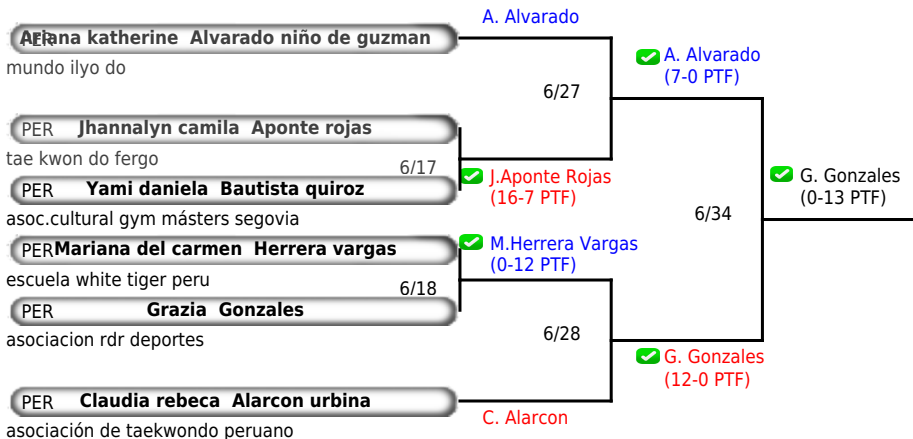 A. Alvarado
PER Ariana katherine Alvarado niño de guzman
mundo ilyo do
A. Alvarado
(7-0 PTF)
6/27
PER Jhannalyn camila Aponte rojas
tae kwon do fergo
6/17
J.Aponte Rojas
(16-7 PTF)
PER Yami daniela Bautista quiroz
asoc.cultural gym másters segovia
G. Gonzales
(0-13 PTF)
6/34
PER Mariana del carmen Herrera vargas
escuela white tiger peru
M.Herrera Vargas
(0-12 PTF)
6/18
PER Grazia Gonzales
asociacion rdr deportes
6/28
G. Gonzales
(12-0 PTF)
PER Claudia rebeca Alarcon urbina
asociación de taekwondo peruano
C. Alarcon